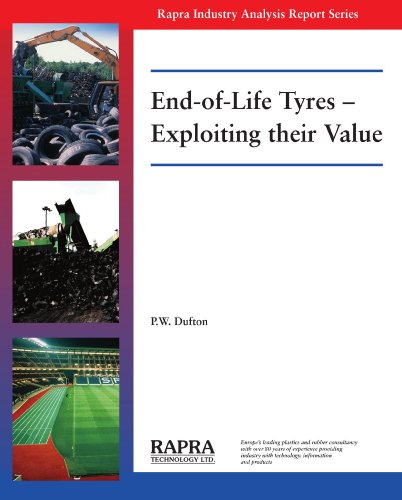 Rapra Industry Analysis Report Series
End-of-Life Tyres –
Exploiting their Value
P.W. Dufton
RAPRA
TECHNOLOGY LTD.
Europe's leading plastics and rubber consultancy
with over 80 years of experience providing
industry with technology, information
and products